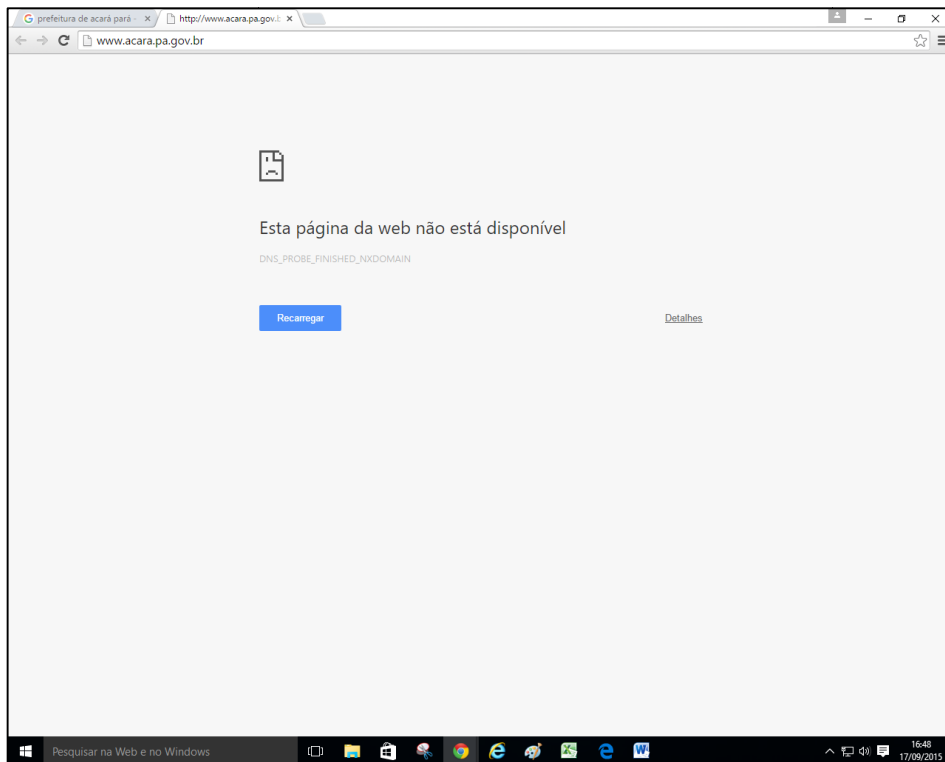 prefeitura de acará pará -
http://www.acara.pa.gov.b
www.acara.pa.gov.br
Esta página da web não está disponível
DNS_PROBE_FINISHED_NXDOMAIN
Recarregar
Detalhes
Pesquisar na Web e no Windows
16:48
17/09/2015